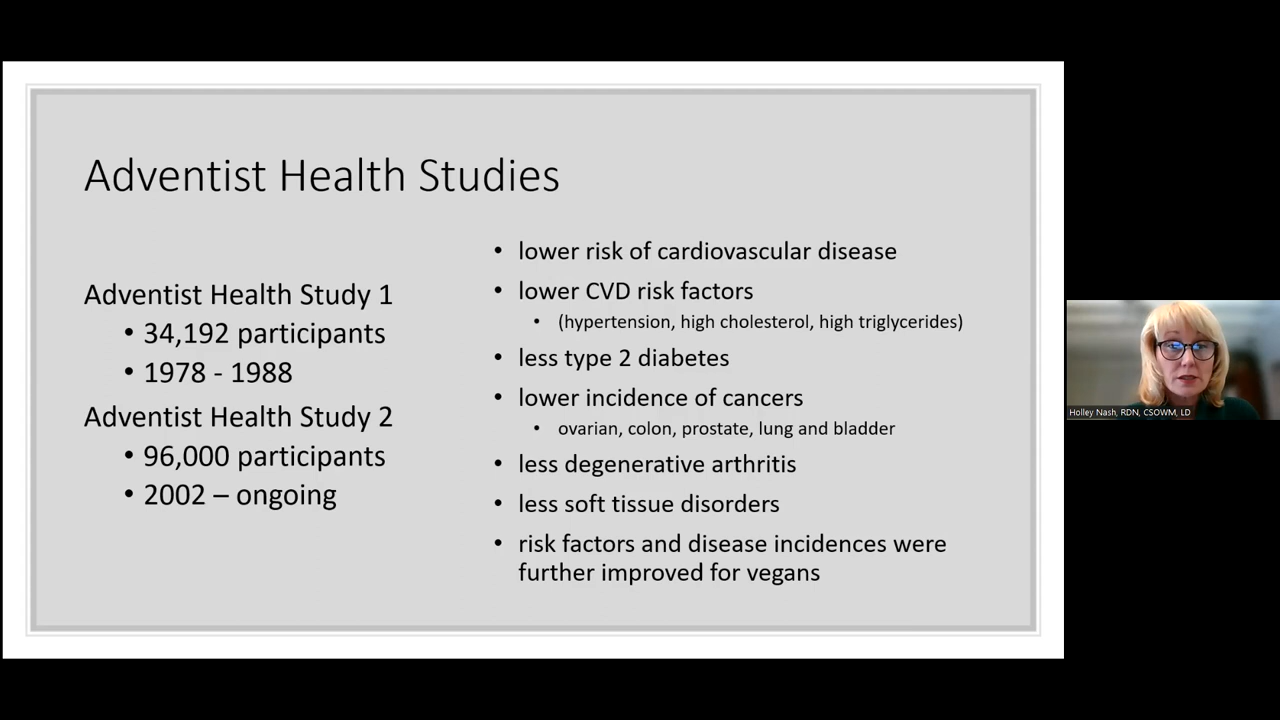 Adventist Health Studies
Adventist Health Study 1
• 34,192 participants
• 1978 - 1988
Adventist Health Study 2
• 96,000 participants
• 2002 – ongoing
• lower risk of cardiovascular disease
• lower CVD risk factors
• (hypertension, high cholesterol, high triglycerides)
• less type 2 diabetes
• lower incidence of cancers
• ovarian, colon, prostate, lung and bladder
• less degenerative arthritis
• less soft tissue disorders
• risk factors and disease incidences were
further improved for vegans
Holley Nash, RDN, CSOWM, LD